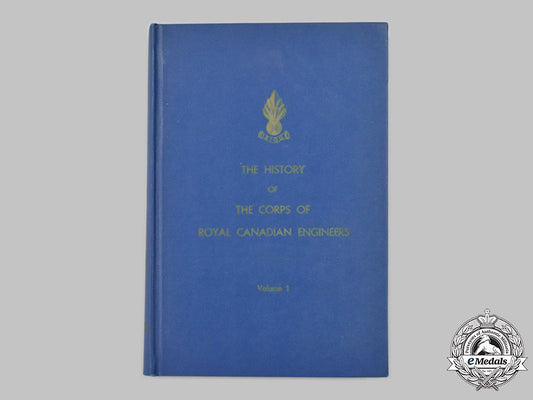 THE HISTORY
OF
THE CORPS OF
ROYAL CANADIAN ENGINEERS
Volume 1
eMedals